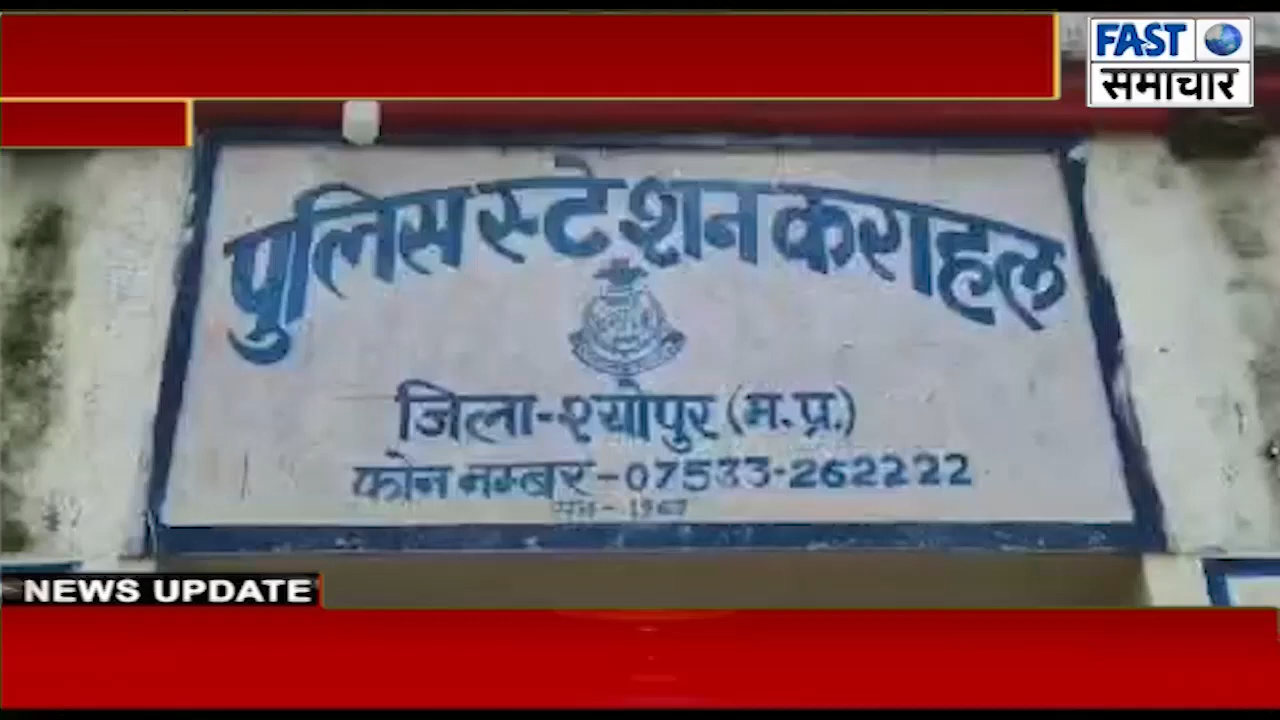 FAST
समाचार
पुलिस स्टेशन कराहल
जिला-श्योपुर (म.प्र.)
फोन नम्बर-07533-262222
NEWS UPDATE